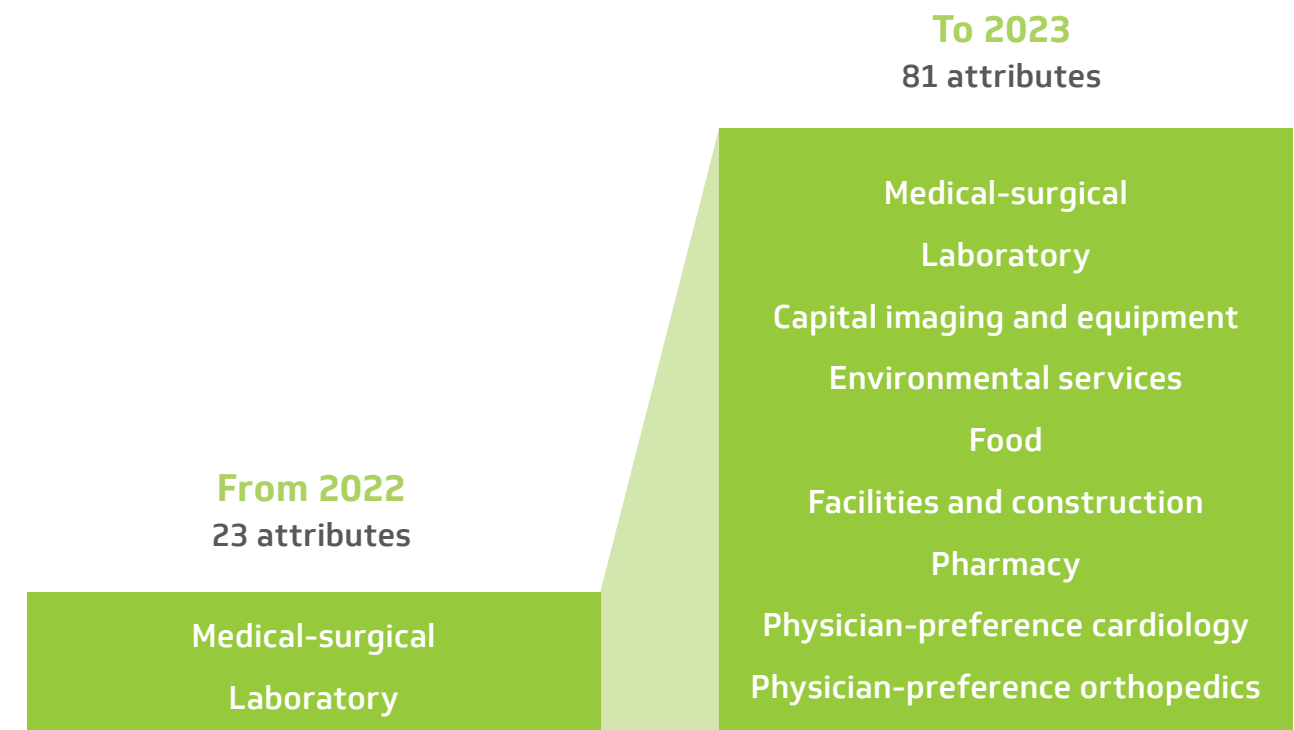 From 2022
23 attributes
Medical-surgical
Laboratory
To 2023
81 attributes
Medical-surgical
Laboratory
Capital imaging and equipment
Environmental services
Food
Facilities and construction
Pharmacy
Physician-preference cardiology
Physician-preference orthopedics